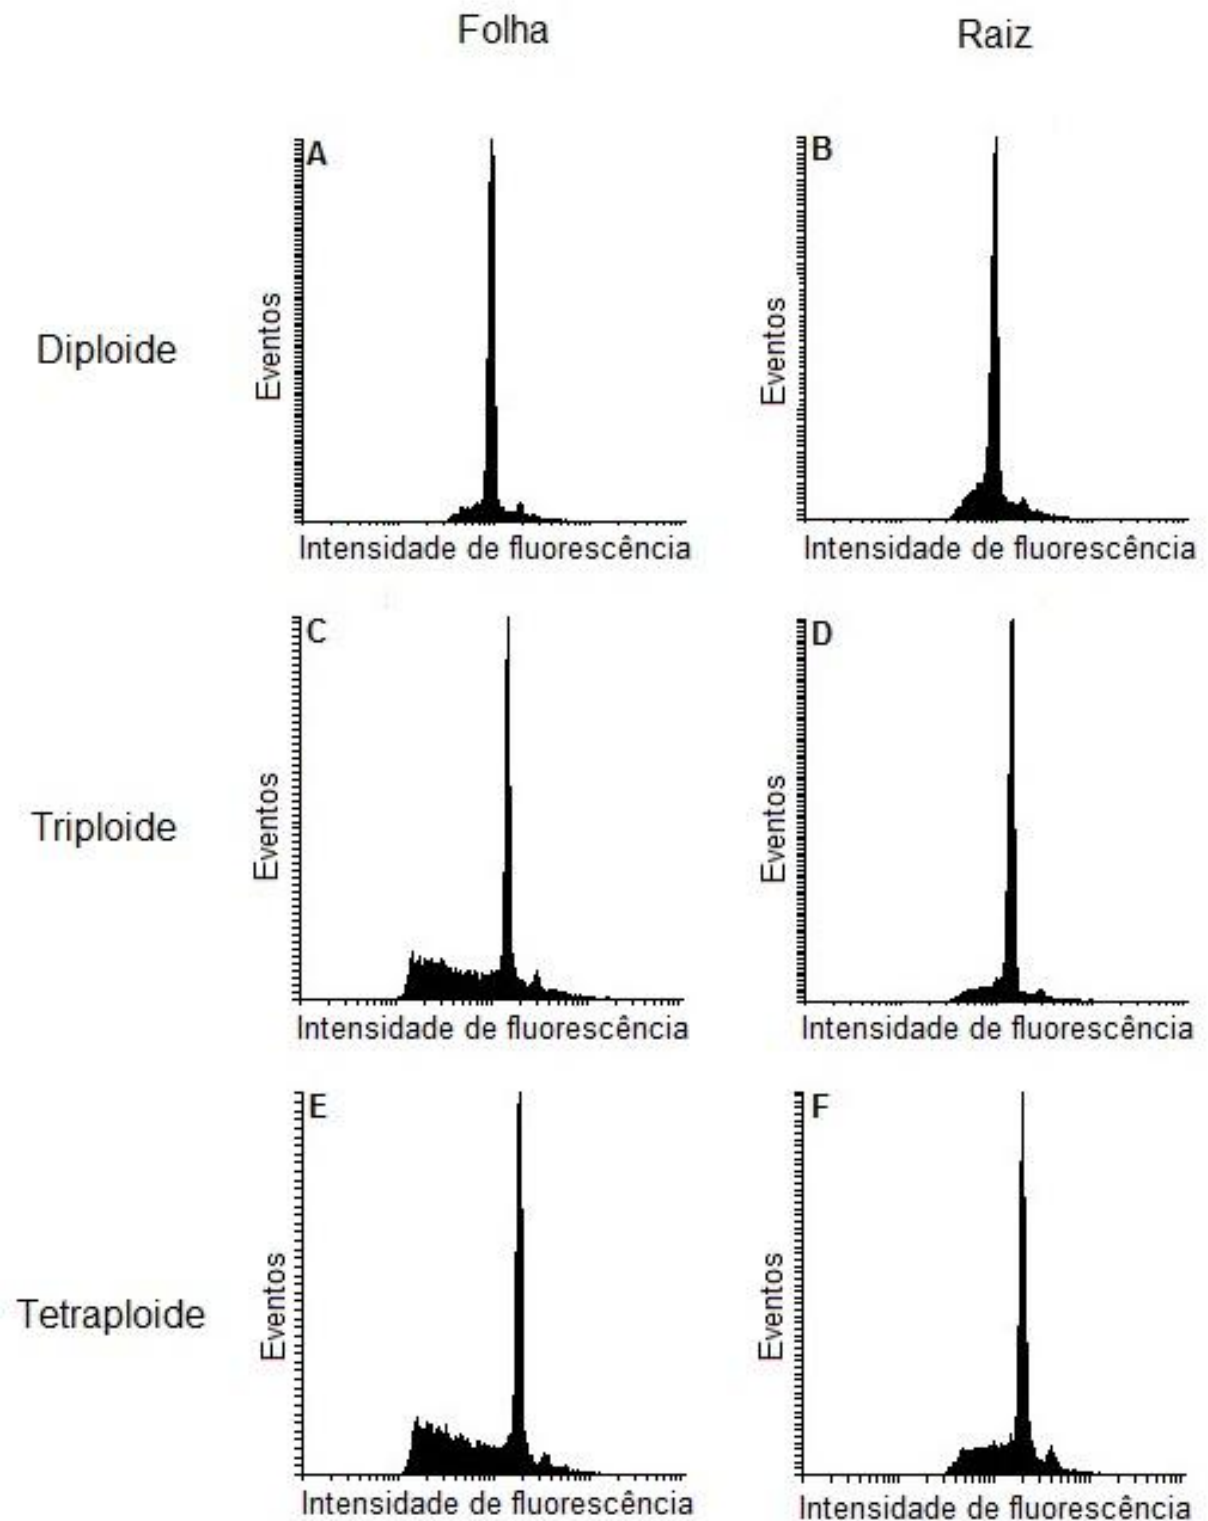 Folha
Raiz
Diploide
A
Eventos
Intensidade de fluorescência
B
Eventos
Intensidade de fluorescência
Triploide
C
Eventos
Intensidade de fluorescência
D
Eventos
Intensidade de fluorescência
Tetraploide
E
Eventos
Intensidade de fluorescência
F
Eventos
Intensidade de fluorescência